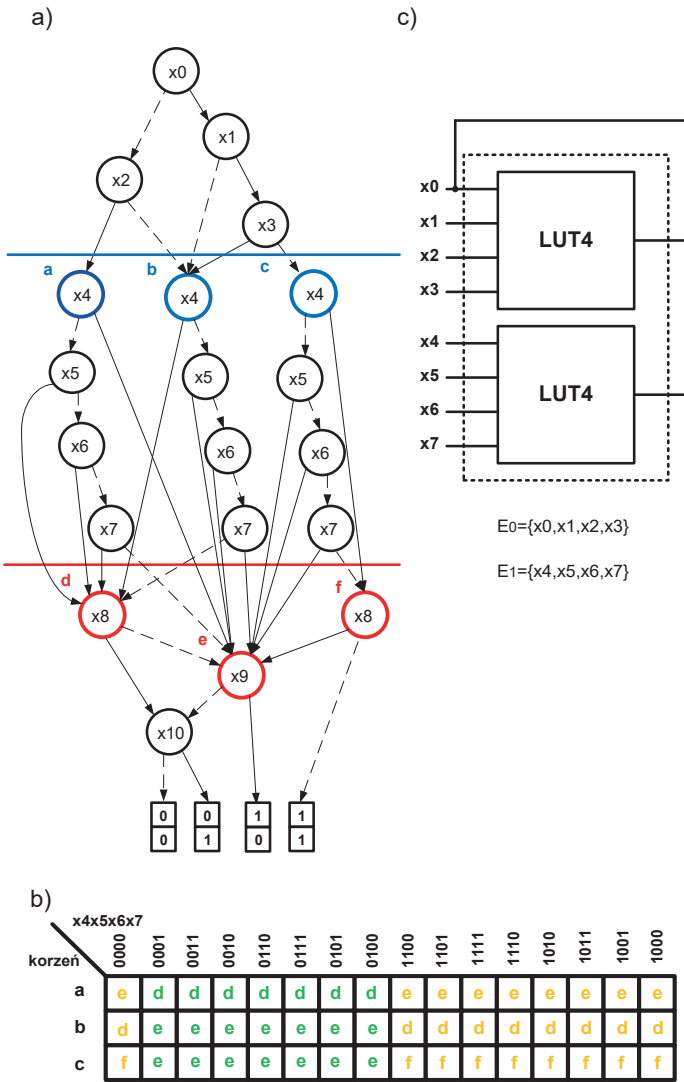 a)
c)
x0
x1
x2
x3
a
b
c
x4
x4
x4
x5
x5
x5
x6
x6
x6
x7
x7
x7
d
e
f
x8
x8
x9
x10
0
0
1
1
0
1
0
1
x0
x1
x2
x3
LUT4
x4
x5
x6
x7
LUT4
E0={x0,x1,x2,x3}
E1={x4,x5,x6,x7}
b)
x4x5x6x7
korzeń
0000 0001 0011 0010 0110 0111 0101 0100 1100 1101 1111 1110 1010 1011 1001 1000
a e d d d d d d d e e e e e e e e
b d e e e e e e e d d d d d d d d
c f e e e e e e e f f f f f f f f